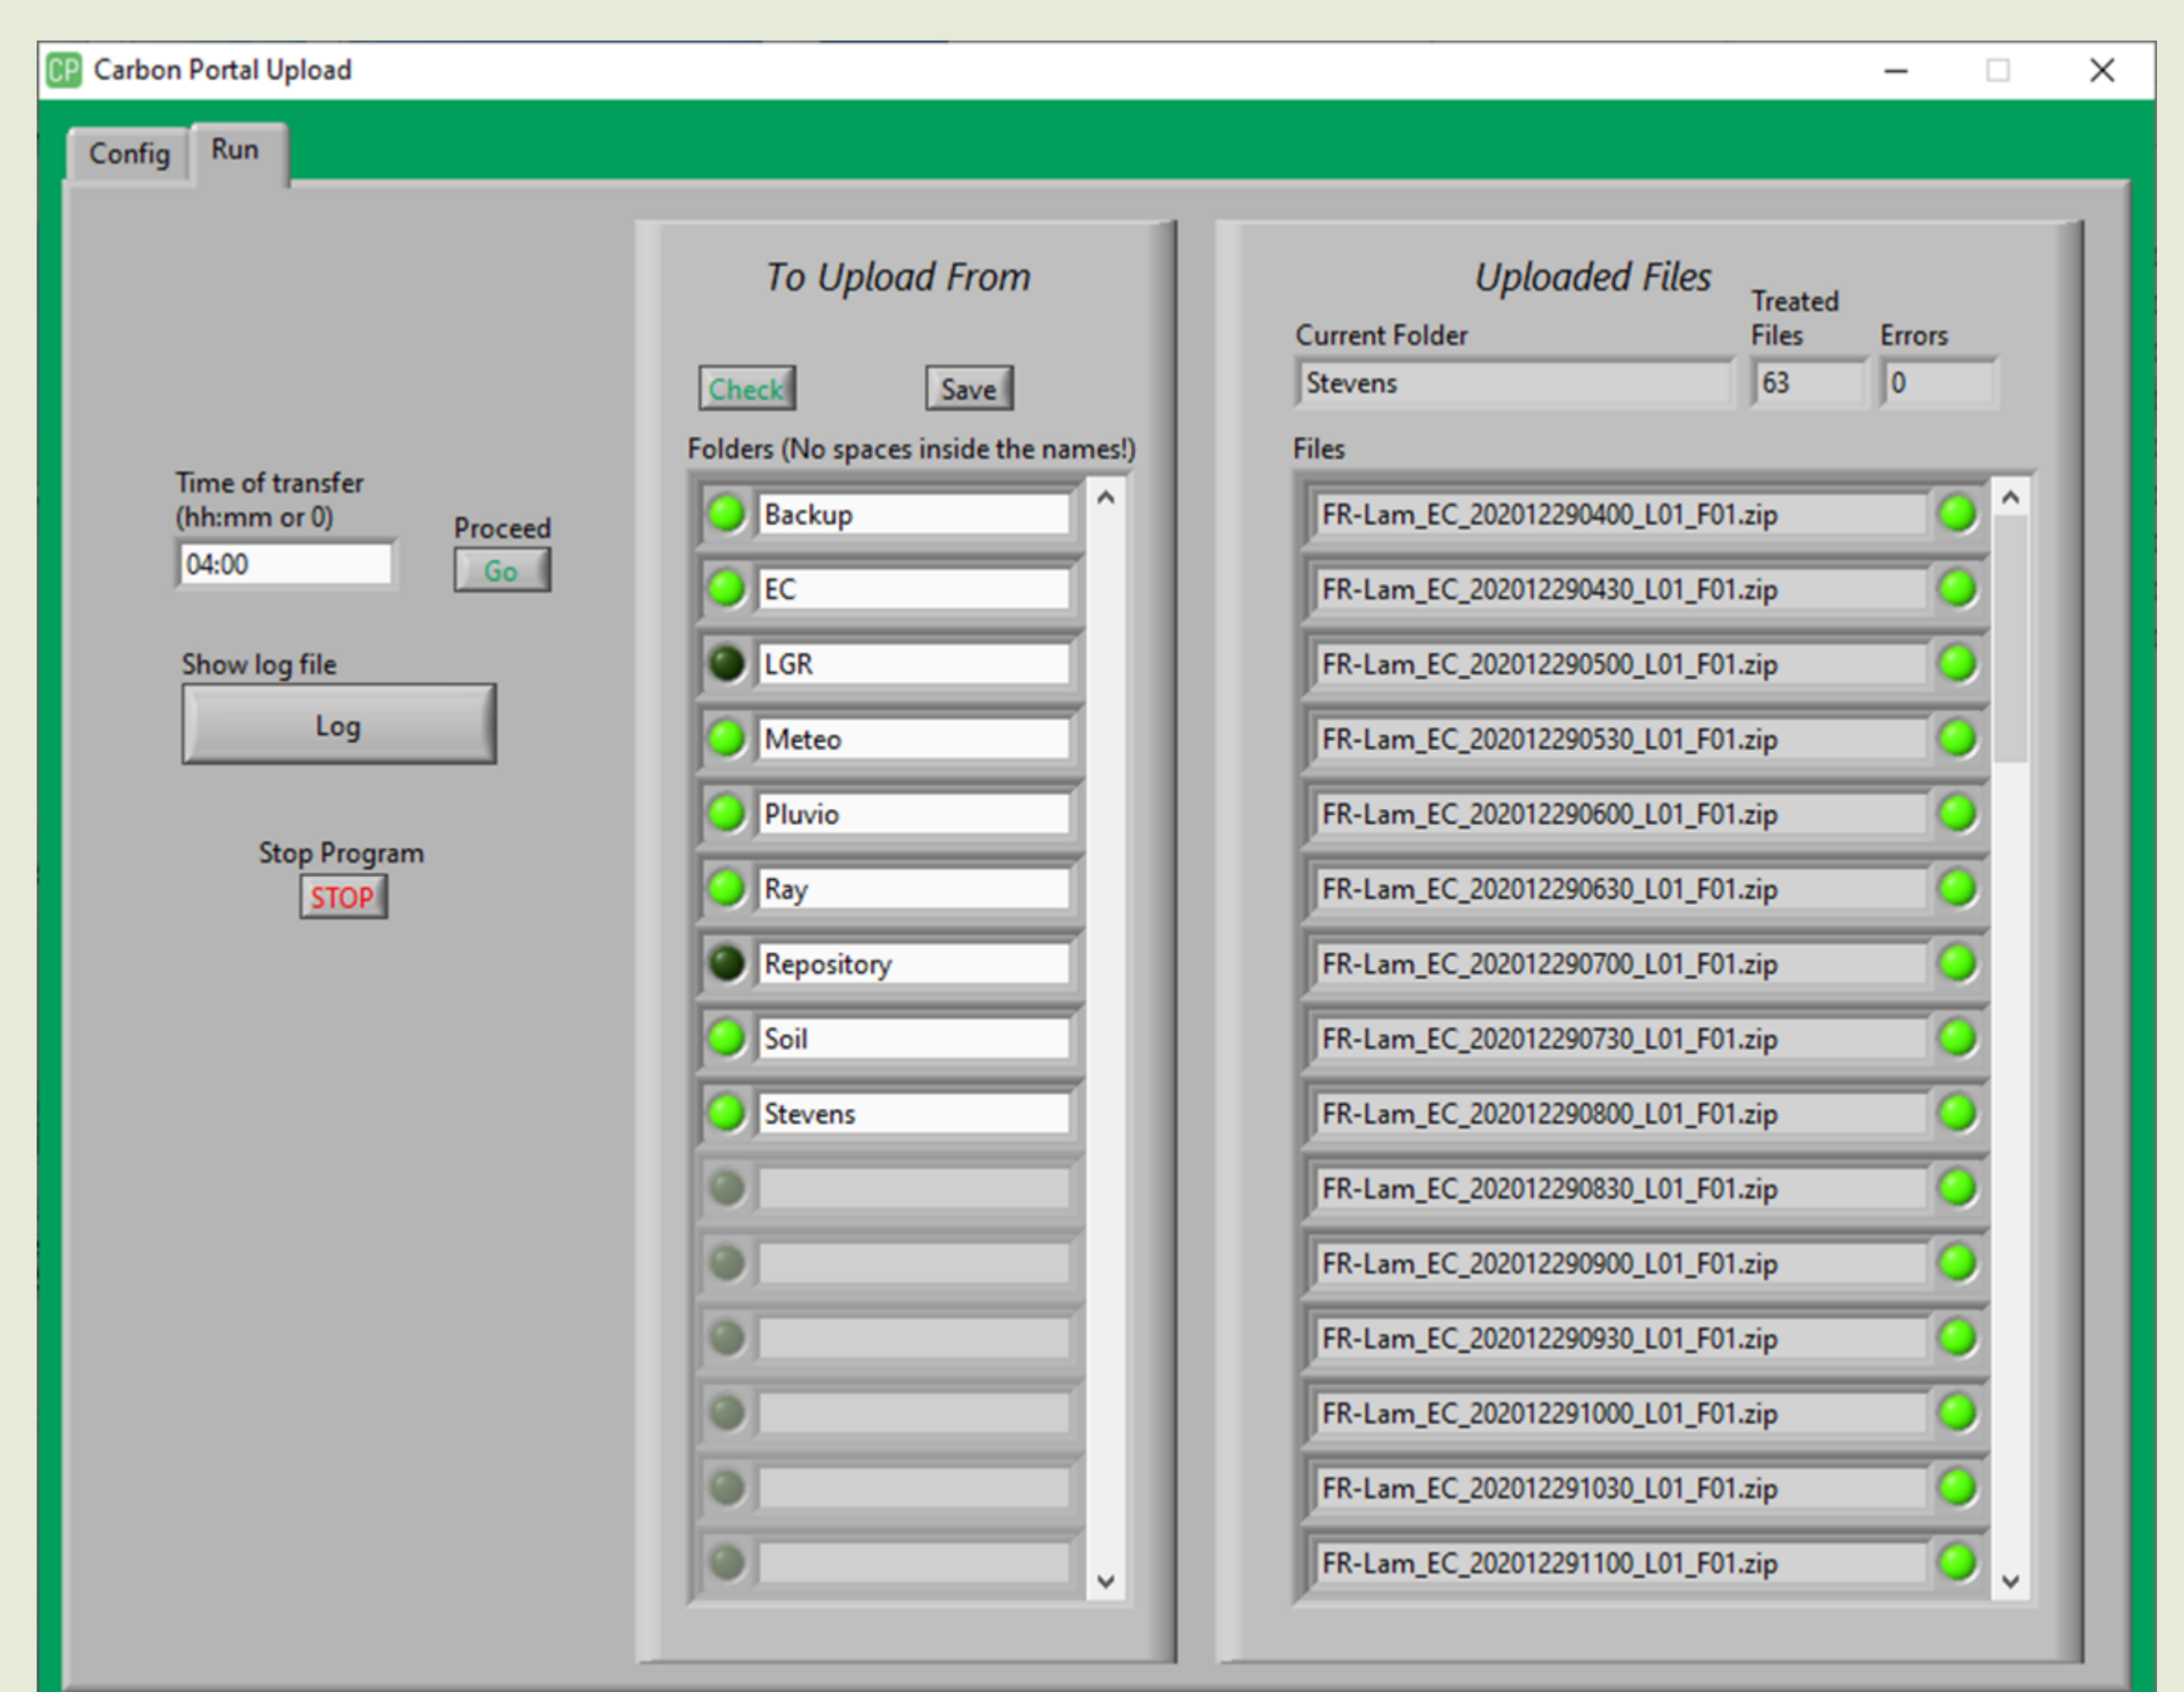 CP Carbon Portal Upload
Config
Run
Time of transfer
(hh:mm or 0)
04:00
Proceed
Go
Show log file
Log
Stop Program
STOP
To Upload From
Check
Save
Folders (No spaces inside the names!)
Backup
EC
LGR
Meteo
Pluvio
Ray
Repository
Soil
Stevens
Uploaded Files
Current Folder
Stevens
Treated
Files
63
Errors
0
Files
FR-Lam_EC_202012290400_L01_F01.zip
FR-Lam_EC_202012290430_L01_F01.zip
FR-Lam_EC_202012290500_L01_F01.zip
FR-Lam_EC_202012290530_L01_F01.zip
FR-Lam_EC_202012290600_L01_F01.zip
FR-Lam_EC_202012290630_L01_F01.zip
FR-Lam_EC_202012290700_L01_F01.zip
FR-Lam_EC_202012290730_L01_F01.zip
FR-Lam_EC_202012290800_L01_F01.zip
FR-Lam_EC_202012290830_L01_F01.zip
FR-Lam_EC_202012290900_L01_F01.zip
FR-Lam_EC_202012290930_L01_F01.zip
FR-Lam_EC_202012291000_L01_F01.zip
FR-Lam_EC_202012291030_L01_F01.zip
FR-Lam_EC_202012291100_L01_F01.zip